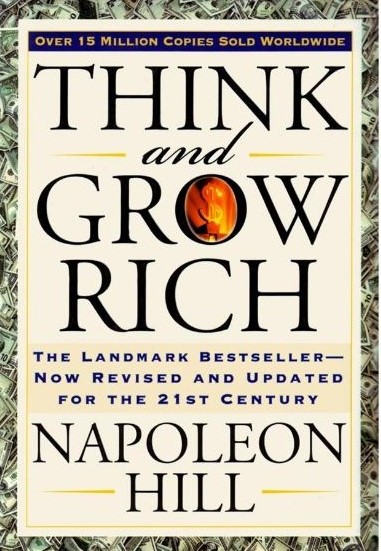 OVER 15 MILLION COPIES SOLD WORLDWIDE
THINK
and
GROW
RICH
THE LANDMARK BESTSELLER—
NOW REVISED AND UPDATED
FOR THE 21ST CENTURY
NAPOLEON
HILL